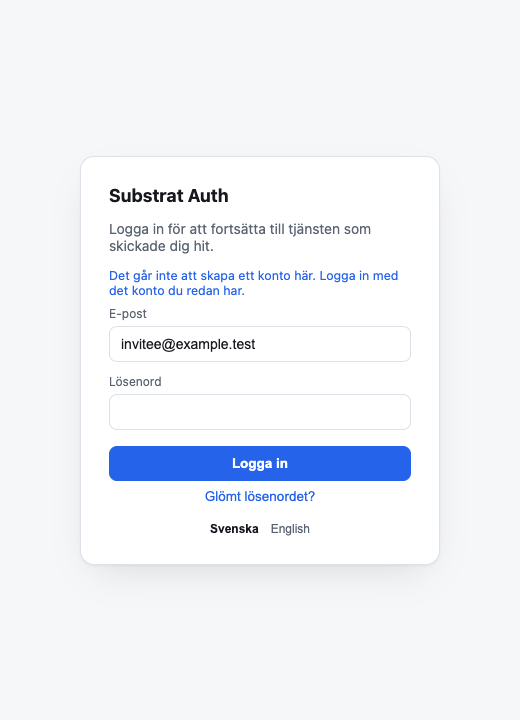 Substrat Auth
Logga in för att fortsätta till tjänsten som
skickade dig hit.
Det går inte att skapa ett konto här. Logga in med
det konto du redan har.
E-post
invitee@example.test
Lösenord
Logga in
Glömt lösenordet?
Svenska English